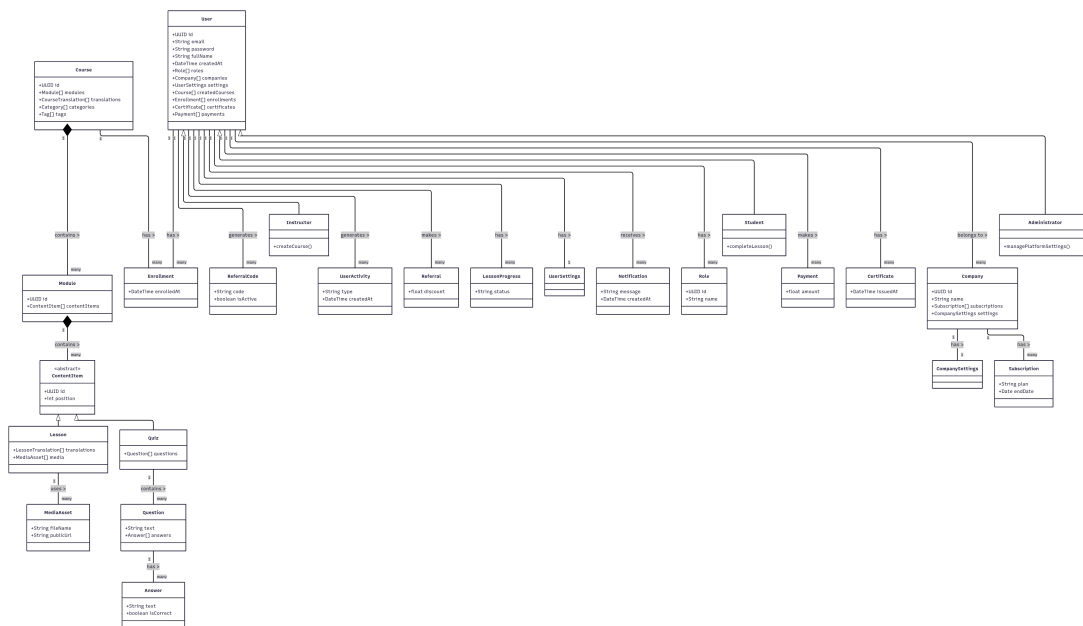 User
+UUID id
+String email
+String password
+String fullName
+DateTime createdAt
+Role[] roles
+Company[] companies
+UserSettings settings
+Course[] createdCourses
+Enrollment[] enrollments
+Certificate[] certificates
+Payment[] payments
Course
+UUID id
+Module[] modules
+CourseTranslation[] translations
+Category[] categories
+Tag[] tags
Instructor
+createCourse()
Student
+completeLesson()
Administrator
+managePlatformSettings()
contains >
has >
has >
generates >
generates >
makes >
has >
has >
receives >
has >
makes >
has >
belongs to >
many
many
many
many
many
many
many
many
many
many
many
many
Module
+UUID id
+ContentItem[] contentItems
Enrollment
+DateTime enrolledAt
ReferralCode
+String code
+boolean isActive
UserActivity
+String type
+DateTime createdAt
Referral
+float discount
LessonProgress
+String status
UserSettings
Notification
+String message
+DateTime createdAt
Role
+UUID id
+String name
Payment
+float amount
Certificate
+DateTime issuedAt
Company
+UUID id
+String name
+Subscription[] subscriptions
+CompanySettings settings
contains >
many
has >
has >
many
«abstract»
ContentItem
+UUID id
+int position
CompanySettings
Subscription
+String plan
+Date endDate
Lesson
+LessonTranslation[] translations
+MediaAsset[] media
Quiz
+Question[] questions
uses >
many
contains >
many
MediaAsset
+String fileName
+String publicUrl
Question
+String text
+Answer[] answers
has >
many
Answer
+String text
+boolean isCorrect